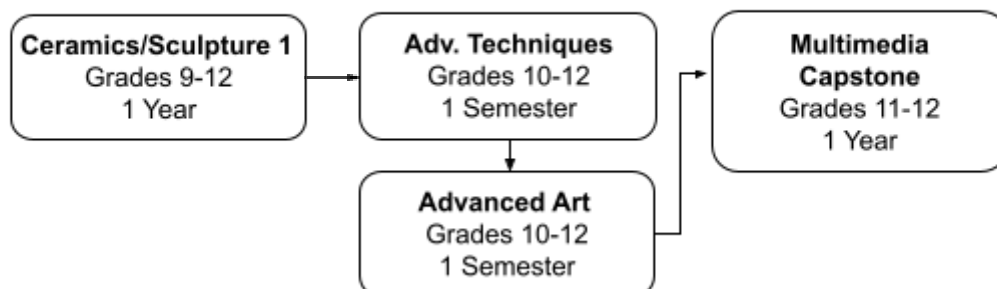 Ceramics/Sculpture 1
Grades 9-12
1 Year
Adv. Techniques
Grades 10-12
1 Semester
Advanced Art
Grades 10-12
1 Semester
Multimedia
Capstone
Grades 11-12
1 Year